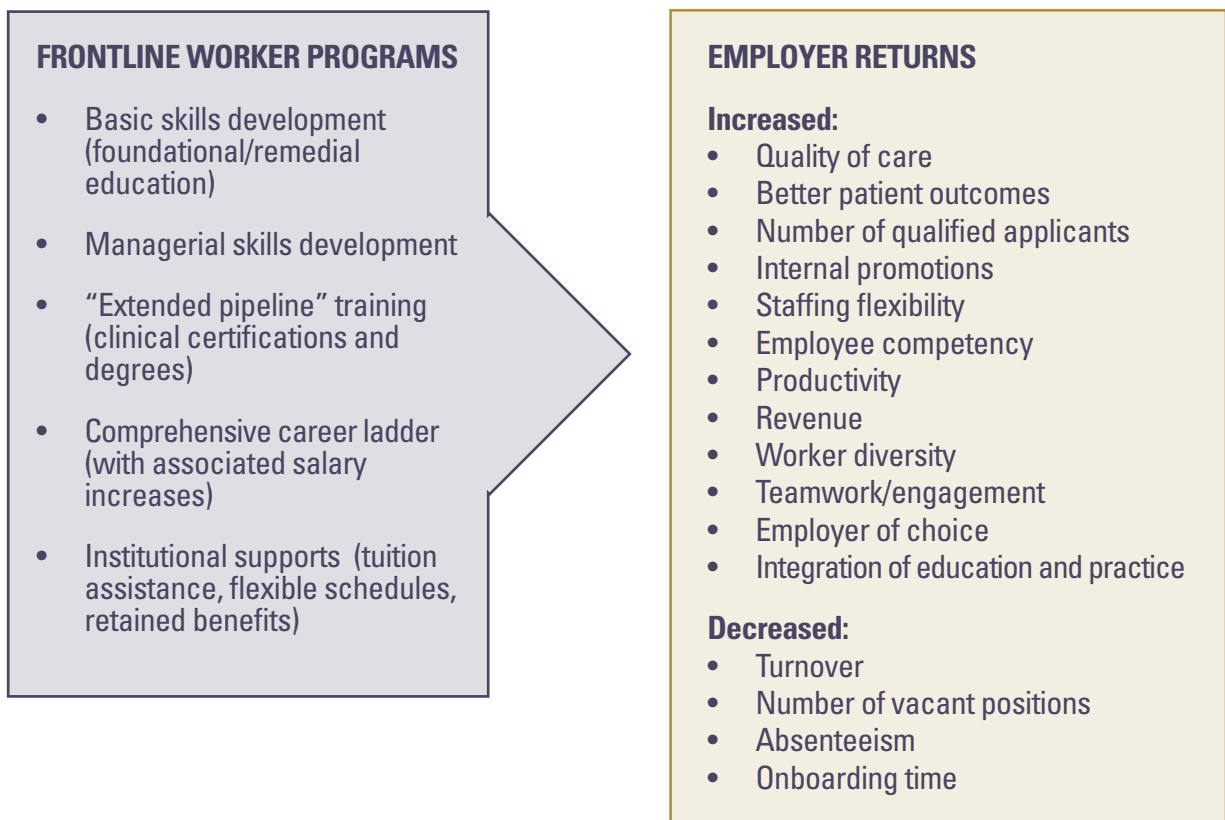 FRONTLINE WORKER PROGRAMS
• Basic skills development
(foundational/remedial
education)
• Managerial skills development
• “Extended pipeline” training
(clinical certifications and
degrees)
• Comprehensive career ladder
(with associated salary
increases)
• Institutional supports (tuition
assistance, flexible schedules,
retained benefits)
EMPLOYER RETURNS
Increased:
• Quality of care
• Better patient outcomes
• Number of qualified applicants
• Internal promotions
• Staffing flexibility
• Employee competency
• Productivity
• Revenue
• Worker diversity
• Teamwork/engagement
• Employer of choice
• Integration of education and practice
Decreased:
• Turnover
• Number of vacant positions
• Absenteeism
• Onboarding time